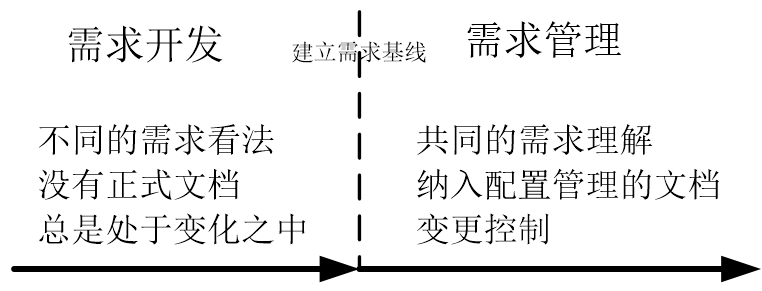 需求开发
建立需求基线
需求管理
不同的需求看法
没有正式文档
总是处于变化之中
共同的需求理解
纳入配置管理的文档
变更控制